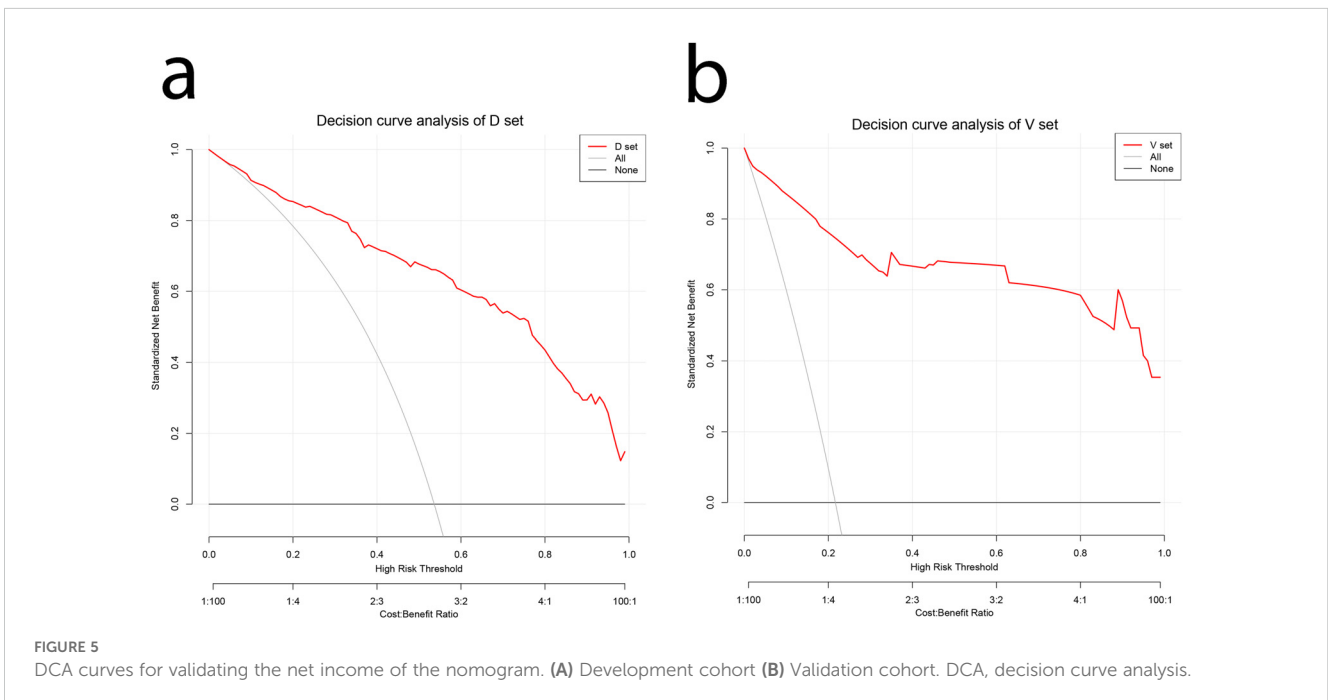 a
Decision curve analysis of D set
D set
All
None
1.0
0.8
0.6
0.4
0.2
0.0
Standardized Net Benefit
0.0 0.2 0.4 0.6 0.8 1.0
High Risk Threshold
1:100 1:4 2:3 3:2 4:1 100:1
Cost:Benefit Ratio
b
Decision curve analysis of V set
V set
All
None
1.0
0.8
0.6
0.4
0.2
0.0
Standardized Net Benefit
0.0 0.2 0.4 0.6 0.8 1.0
High Risk Threshold
1:100 1:4 2:3 3:2 4:1 100:1
Cost:Benefit Ratio
FIGURE 5
DCA curves for validating the net income of the nomogram. (A) Development cohort (B) Validation cohort. DCA, decision curve analysis.